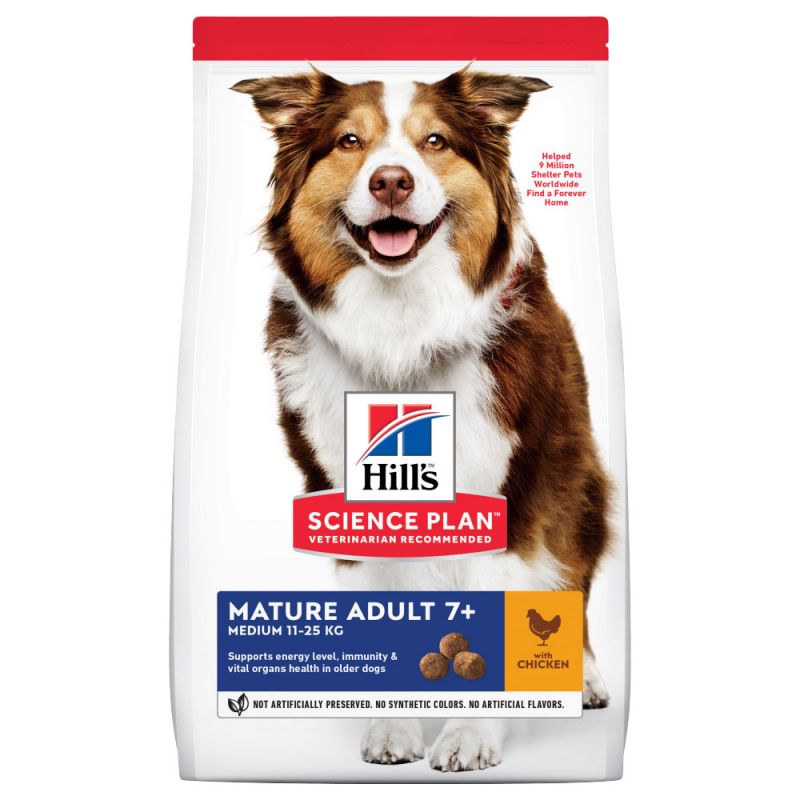 Helped
9 Million
Shelter Pets
Worldwide
Find a Forever
Home
Hill's™
SCIENCE PLAN™
VETERINARIAN RECOMMENDED
MATURE ADULT 7+
MEDIUM 11-25 KG
Supports energy level, immunity &
vital organs health in older dogs
with
CHICKEN
NOT ARTIFICIALLY PRESERVED. NO SYNTHETIC COLORS. NO ARTIFICIAL FLAVORS.